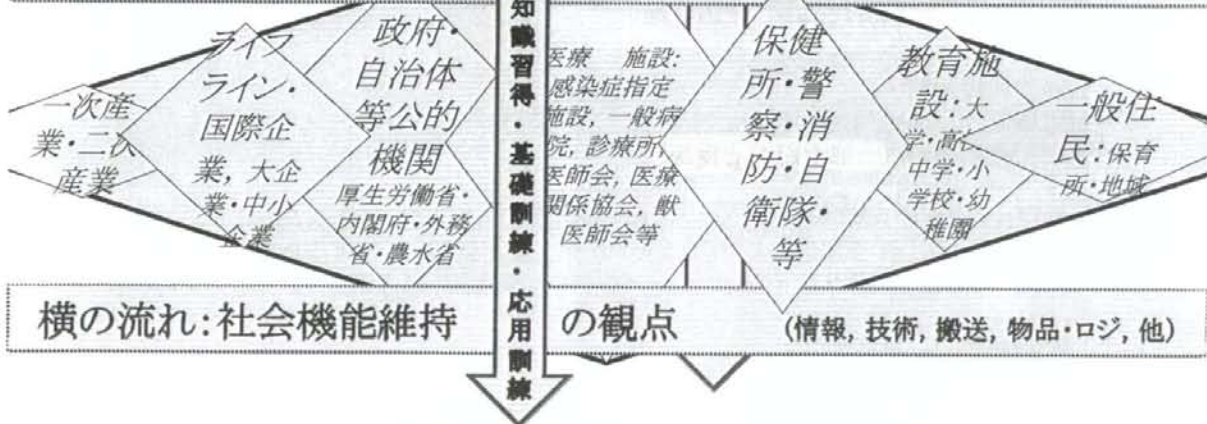 一次産
業・二次
産業
ライフ
ライン・
国際企
業, 大企
業・中小
企業
政府・
自治体
等公的
機関
厚生労働省・
内閣府・外務
省・農水省
知識習得・基礎訓練・応用訓練
医療 施設:
感染症指定
施設, 一般病
院, 診療所,
医師会, 医療
関係協会, 獣
医師会等
保健
所・警
察・消
防・自
衛隊・
等
教育施
設:大
学・高校
中学・小
学校・幼
稚園
一般住
民:保育
所・地域
横の流れ:社会機能維持 の観点 (情報, 技術, 搬送, 物品・ロジ, 他)